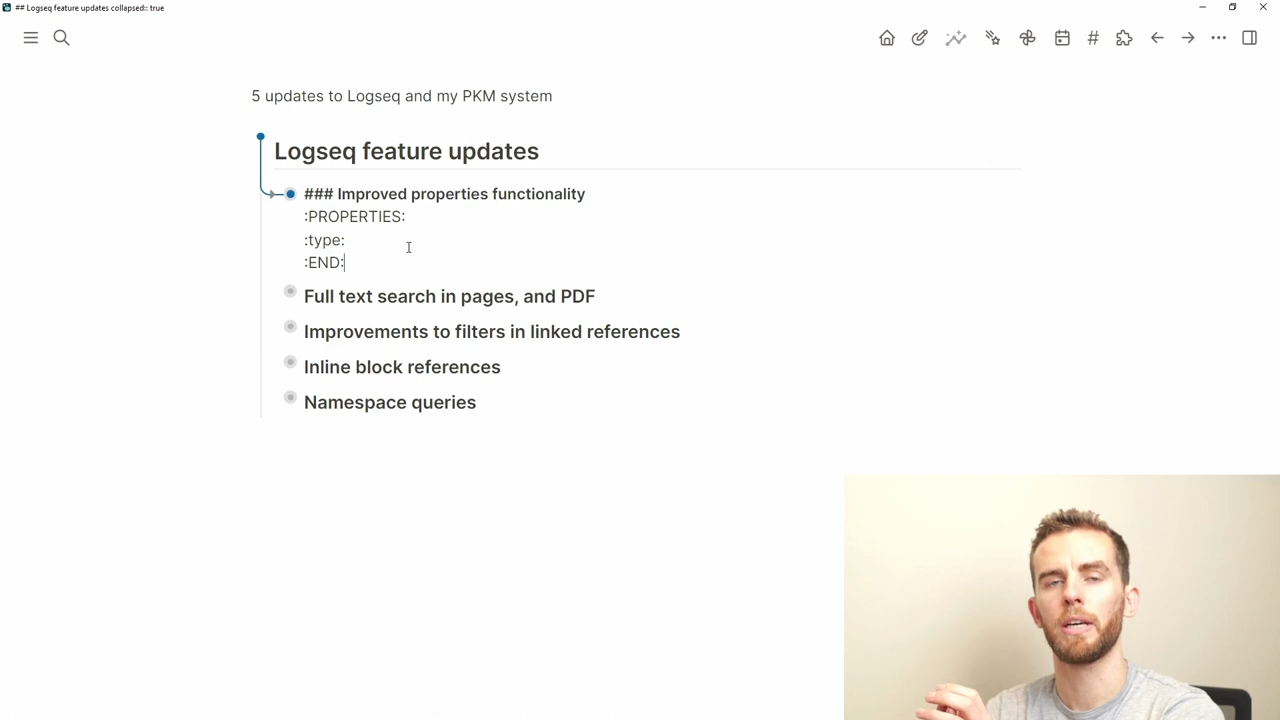 ## Logseq feature updates collapsed:: true
5 updates to Logseq and my PKM system
Logseq feature updates
### Improved properties functionality
:PROPERTIES:
:type:
:END:
Full text search in pages, and PDF
Improvements to filters in linked references
Inline block references
Namespace queries